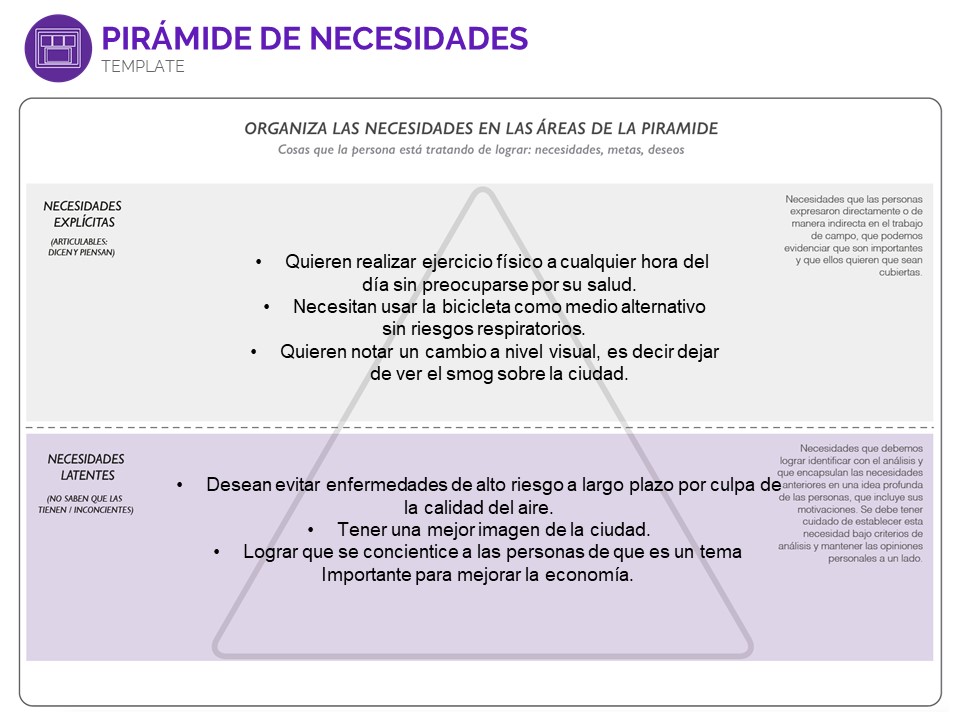 PIRÁMIDE DE NECESIDADES
TEMPLATE
ORGANIZA LAS NECESIDADES EN LAS ÁREAS DE LA PIRAMIDE
Cosas que la persona está tratando de lograr: necesidades, metas, deseos
NECESIDADES
EXPLÍCITAS
(ARTICULABLES:
DICEN Y PIENSAN)
Necesidades que las personas
expresaron directamente o de
manera indirecta en el trabajo
de campo, que podemos
evidenciar que son importantes
y que ellos quieren que sean
cubiertas.
• Quieren realizar ejercicio físico a cualquier hora del
día sin preocuparse por su salud.
• Necesitan usar la bicicleta como medio alternativo
sin riesgos respiratorios.
• Quieren notar un cambio a nivel visual, es decir dejar
de ver el smog sobre la ciudad.
NECESIDADES
LATENTES
(NO SABEN QUE LAS
TIENEN / INCONCIENTES)
Necesidades que debemos
lograr identificar con el análisis y
que encapsulan las necesidades
anteriores en una idea profunda
de las personas, que incluye sus
motivaciones. Se debe tener
cuidado de establecer esta
necesidad bajo criterios de
análisis y mantener las opiniones
personales a un lado.
• Desean evitar enfermedades de alto riesgo a largo plazo por culpa de
la calidad del aire.
• Tener una mejor imagen de la ciudad.
• Lograr que se concientice a las personas de que es un tema
Importante para mejorar la economía.